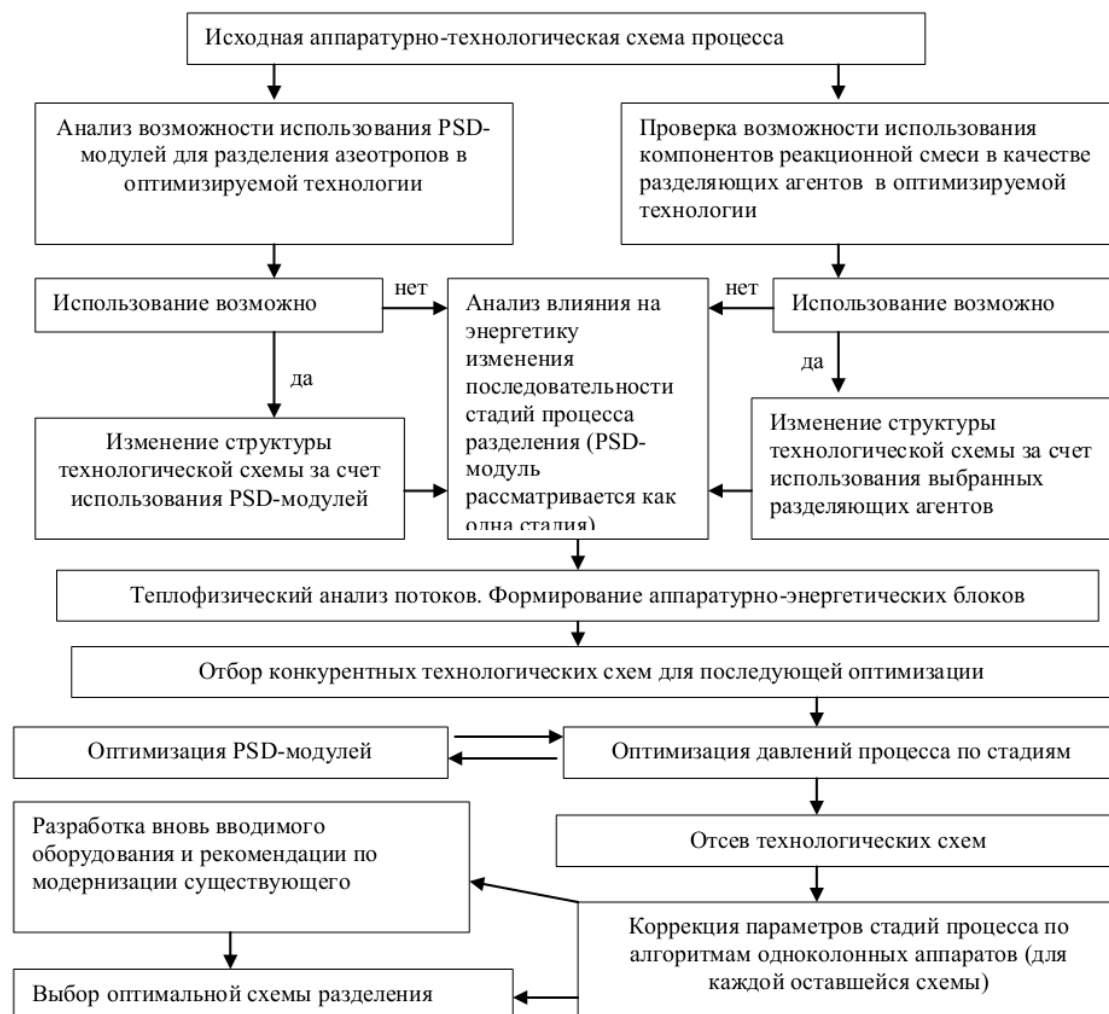 Исходная аппаратурно-технологическая схема процесса
Анализ возможности использования PSD-
модулей для разделения азеотропов в
оптимизируемой технологии
Проверка возможности использования
компонентов реакционной смеси в качестве
разделяющих агентов в оптимизируемой
технологии
Использование возможно
нет
Анализ влияния на
энергетику
изменения
последовательности
стадий процесса
разделения (PSD-
модуль
рассматривается как
одна стадия)
нет
Использование возможно
да
да
Изменение структуры
технологической схемы за счет
использования PSD-модулей
Изменение структуры
технологической схемы за счет
использования выбранных
разделяющих агентов
Теплофизический анализ потоков. Формирование аппаратурно-энергетических блоков
Отбор конкурентных технологических схем для последующей оптимизации
Оптимизация PSD-модулей
Оптимизация давлений процесса по стадиям
Отсев технологических схем
Разработка вновь вводимого
оборудования и рекомендации по
модернизации существующего
Коррекция параметров стадий процесса по
алгоритмам одноколонных аппаратов (для
каждой оставшейся схемы)
Выбор оптимальной схемы разделения